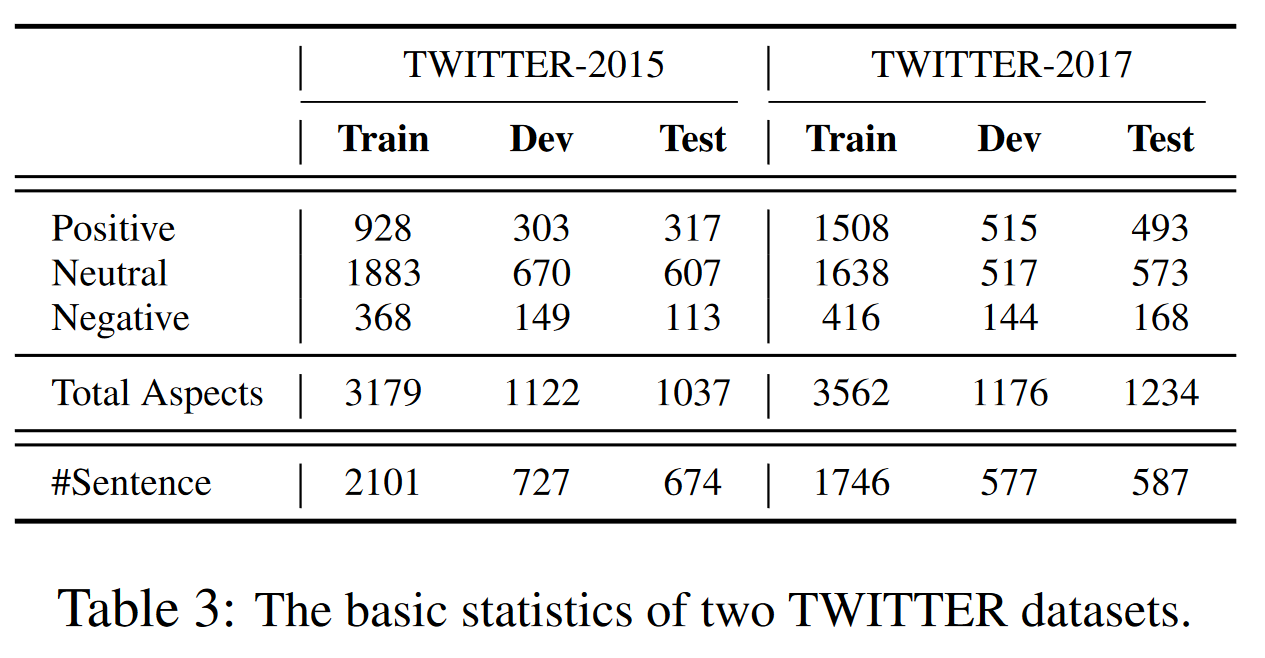 TWITTER-2015 TWITTER-2017
Train Dev Test Train Dev Test
Positive 928 303 317 1508 515 493
Neutral 1883 670 607 1638 517 573
Negative 368 149 113 416 144 168
Total Aspects 3179 1122 1037 3562 1176 1234
#Sentence 2101 727 674 1746 577 587
Table 3: The basic statistics of two TWITTER datasets.